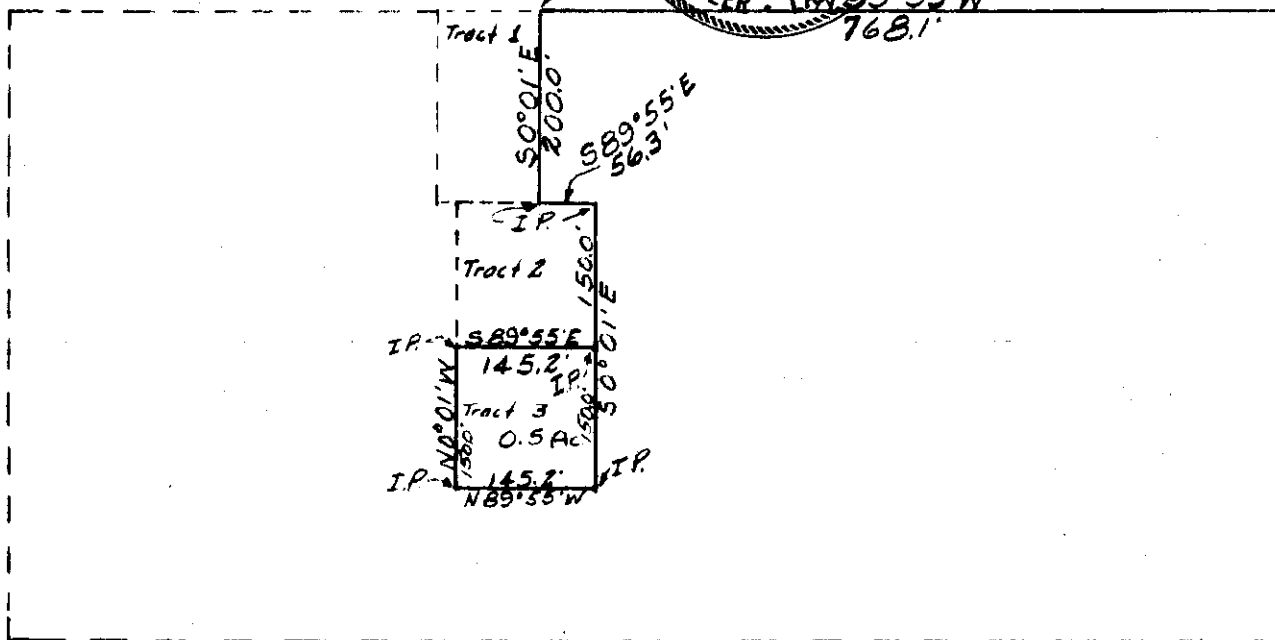 768.1'
Tract 1
S0°01'E
200.0'
S89°55'E
56.3'
I.P.
Tract 2
150.0'
S0°01'E
I.P.
S89°55'E
145.2'
I.P.
N0°01'W
150.0'
Tract 3
0.5 Ac
150.0'
I.P.
145.2'
N89°55'W
I.P.